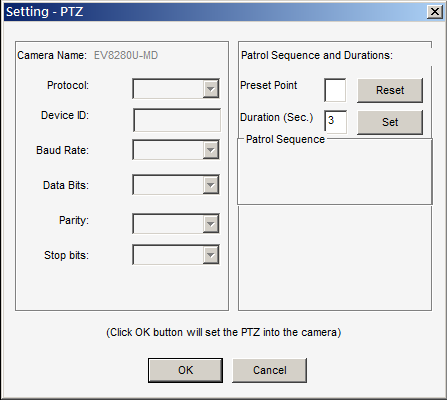 Setting - PTZ
Camera Name: EV8280U-MD
Protocol:
Device ID:
Baud Rate:
Data Bits:
Parity:
Stop bits:
Patrol Sequence and Durations:
Preset Point
Reset
Duration (Sec.) 3
Set
Patrol Sequence
(Click OK button will set the PTZ into the camera)
OK
Cancel